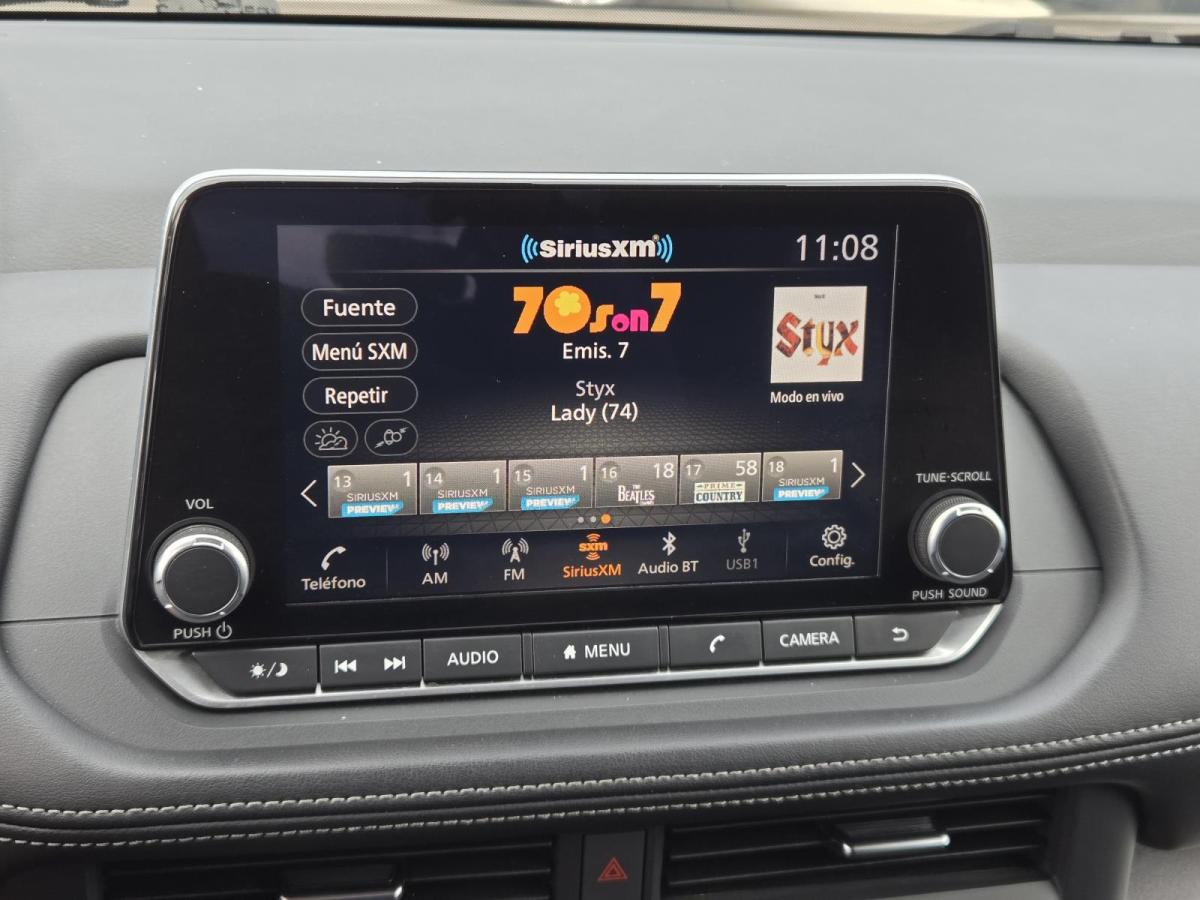 SiriusXM
11:08
70s on 7
Emis. 7
Styx
Lady (74)
Fuente
Menú SXM
Repetir
Styx
Modo en vivo
13 1 SIRIUSXM PREVIEW
14 1 SIRIUSXM PREVIEW
15 1 SIRIUSXM PREVIEW
16 18 THE BEATLES
17 58 PRIME COUNTRY
18 1 SIRIUSXM PREVIEW
Teléfono
AM
FM
sxm
SiriusXM
Audio BT
USB1
Config.
VOL
PUSH
TUNE·SCROLL
PUSH SOUND
AUDIO
MENU
CAMERA